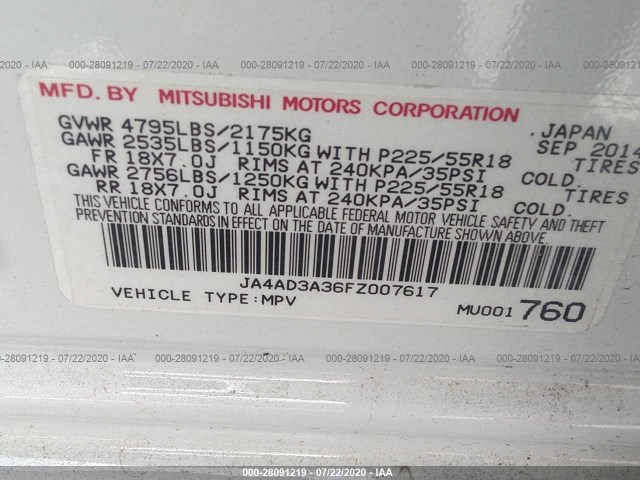 000-28091219 - 07/22/2020 - IAA
MFD. BY MITSUBISHI MOTORS CORPORATION
GVWR 4795LBS/2175KG , JAPAN
GAWR 2535LBS/1150KG WITH P225/55R18 SEP 2014
FR 18X7.0J RIMS AT 240KPA/35PSI TIRES
GAWR 2756LBS/1250KG WITH P225/55R18 COLD.
RR 18X7.0J RIMS AT 240KPA/35PSI TIRES
COLD.
THIS VEHICLE CONFORMS TO ALL APPLICABLE FEDERAL MOTOR VEHICLE SAFETY AND THEFT
PREVENTION STANDARDS IN EFFECT ON THE DATE OF MANUFACTURE SHOWN ABOVE.
JA4AD3A36FZ007617
VEHICLE TYPE:MPV MU001760
000-28091219 - 07/22/2020 - IAA
000-28091219 - 07/22/2020 - IAA